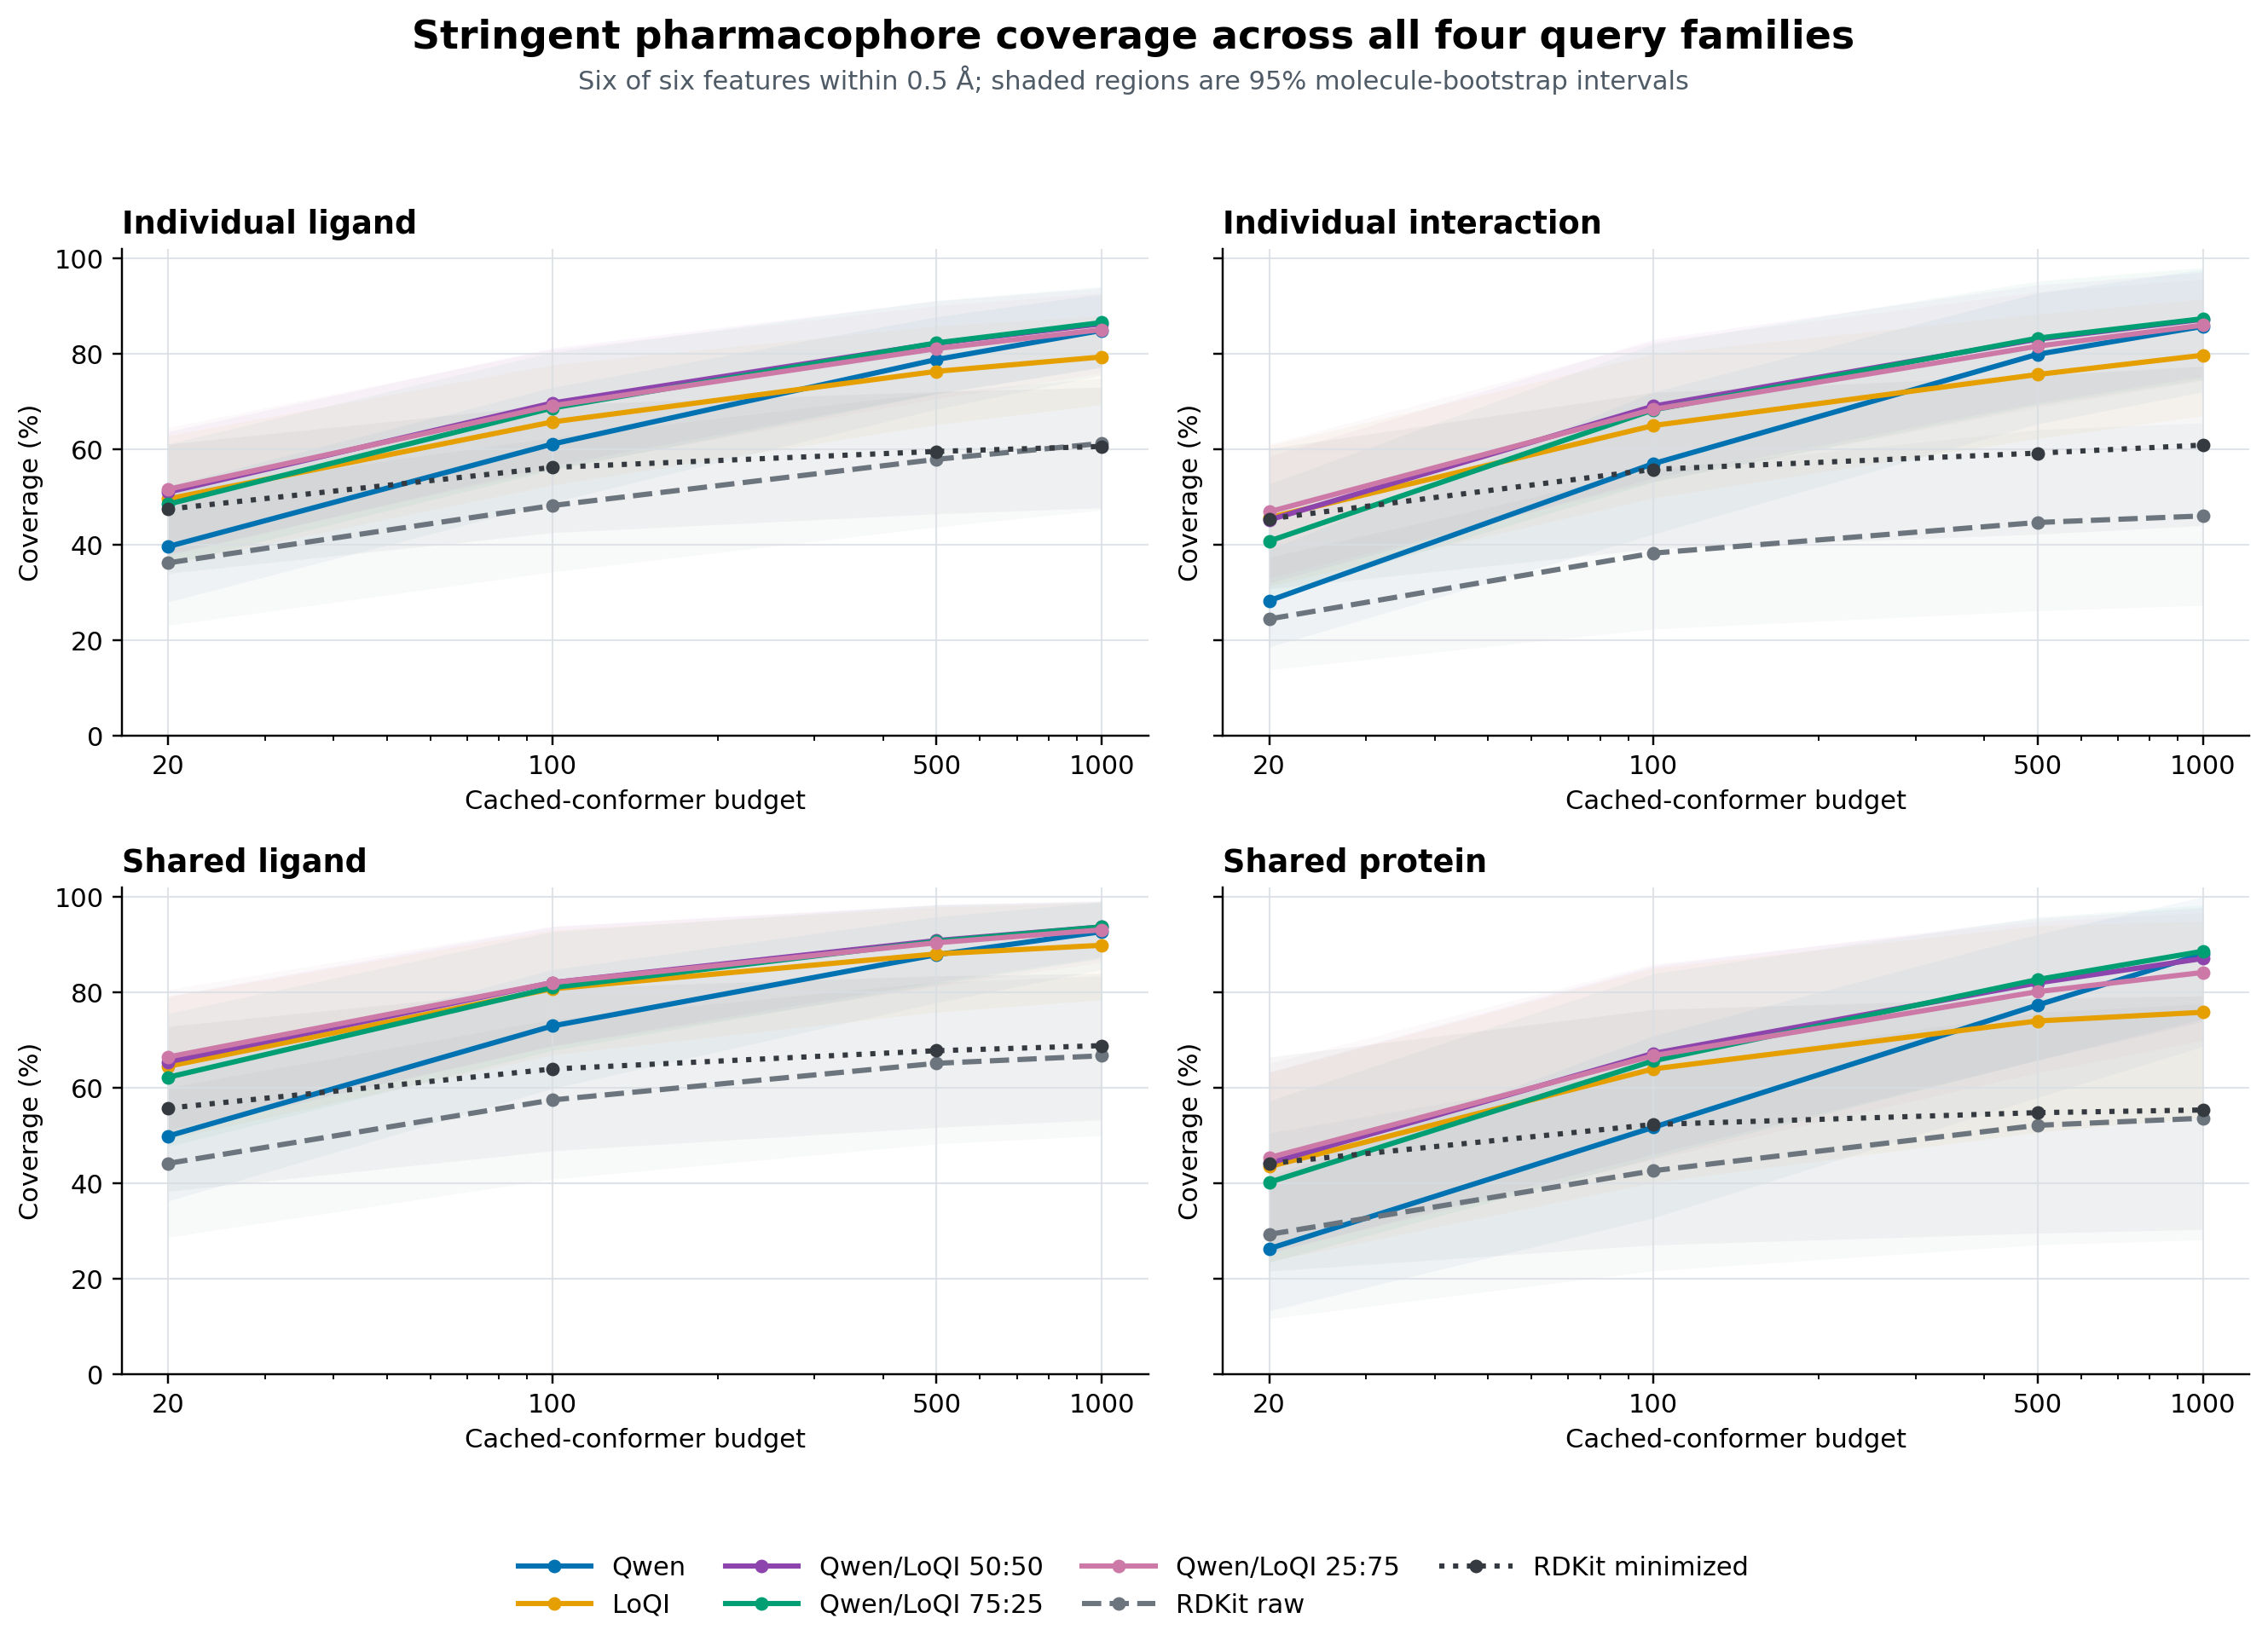 Stringent pharmacophore coverage across all four query families
Six of six features within 0.5 Å; shaded regions are 95% molecule-bootstrap intervals
Individual ligand
100
80
60
40
20
0
Coverage (%)
20 100 500 1000
Cached-conformer budget
Individual interaction
Coverage (%)
20 100 500 1000
Cached-conformer budget
Shared ligand
100
80
60
40
20
0
Coverage (%)
20 100 500 1000
Cached-conformer budget
Shared protein
Coverage (%)
20 100 500 1000
Cached-conformer budget
Qwen Qwen/LoQI 50:50 Qwen/LoQI 25:75 RDKit minimized
LoQI Qwen/LoQI 75:25 RDKit raw